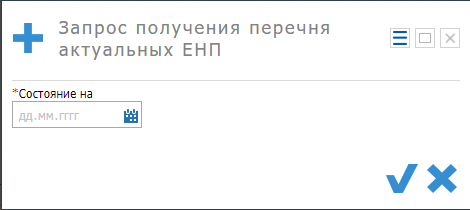 Запрос получения перечня
актуальных ЕНП
*Состояние на
дд.мм.гггг